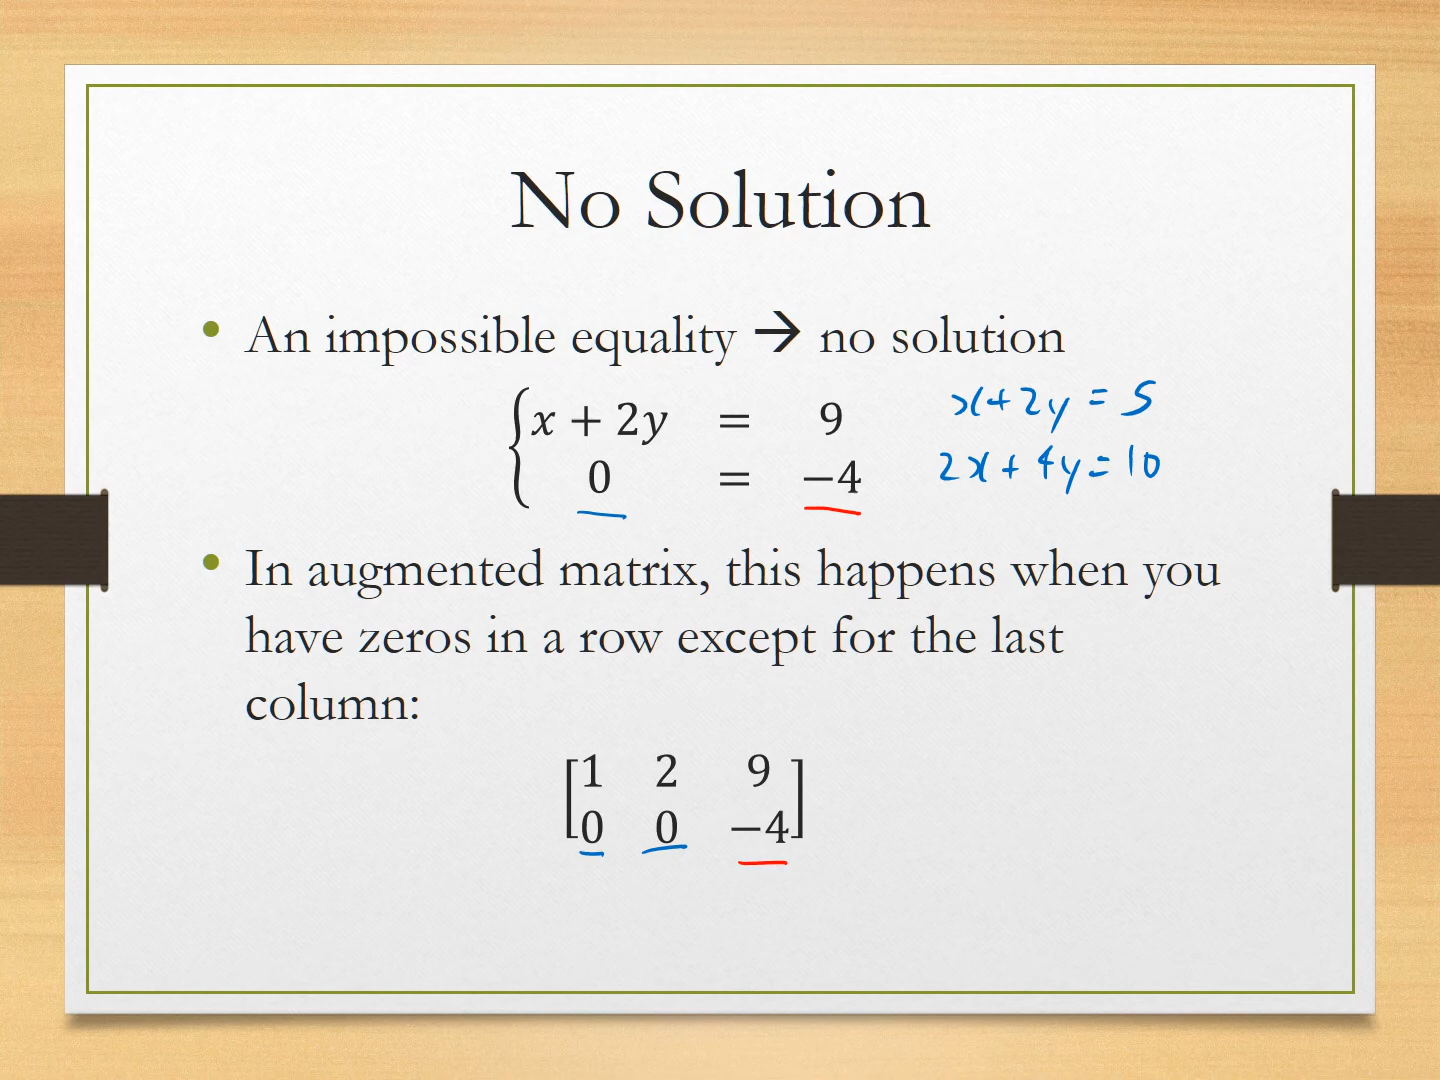 No Solution
• An impossible equality → no solution
x + 2y = 9
0 = −4
x+2y = 5
2x + 4y = 10
• In augmented matrix, this happens when you
have zeros in a row except for the last
column:
[1 2 9
0 0 −4]